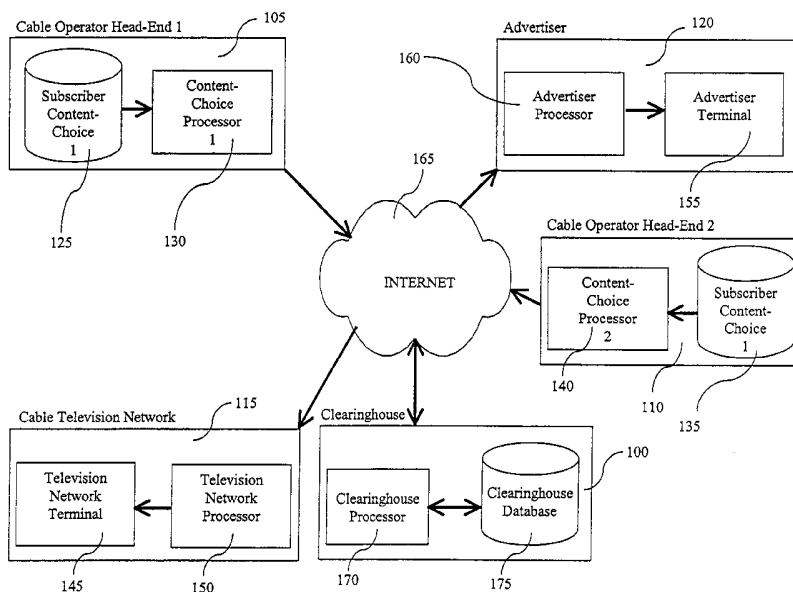 Cable Operator Head-End 1
105
Subscriber
Content-
Choice
1
Content-
Choice
Processor
1
125
130
Advertiser
120
160
Advertiser
Processor
Advertiser
Terminal
155
165
INTERNET
Cable Operator Head-End 2
Content-
Choice
Processor
2
Subscriber
Content-
Choice
1
140
110
135
Cable Television Network
115
Television
Network
Terminal
Television
Network
Processor
145
150
Clearinghouse
100
Clearinghouse
Processor
Clearinghouse
Database
170
175